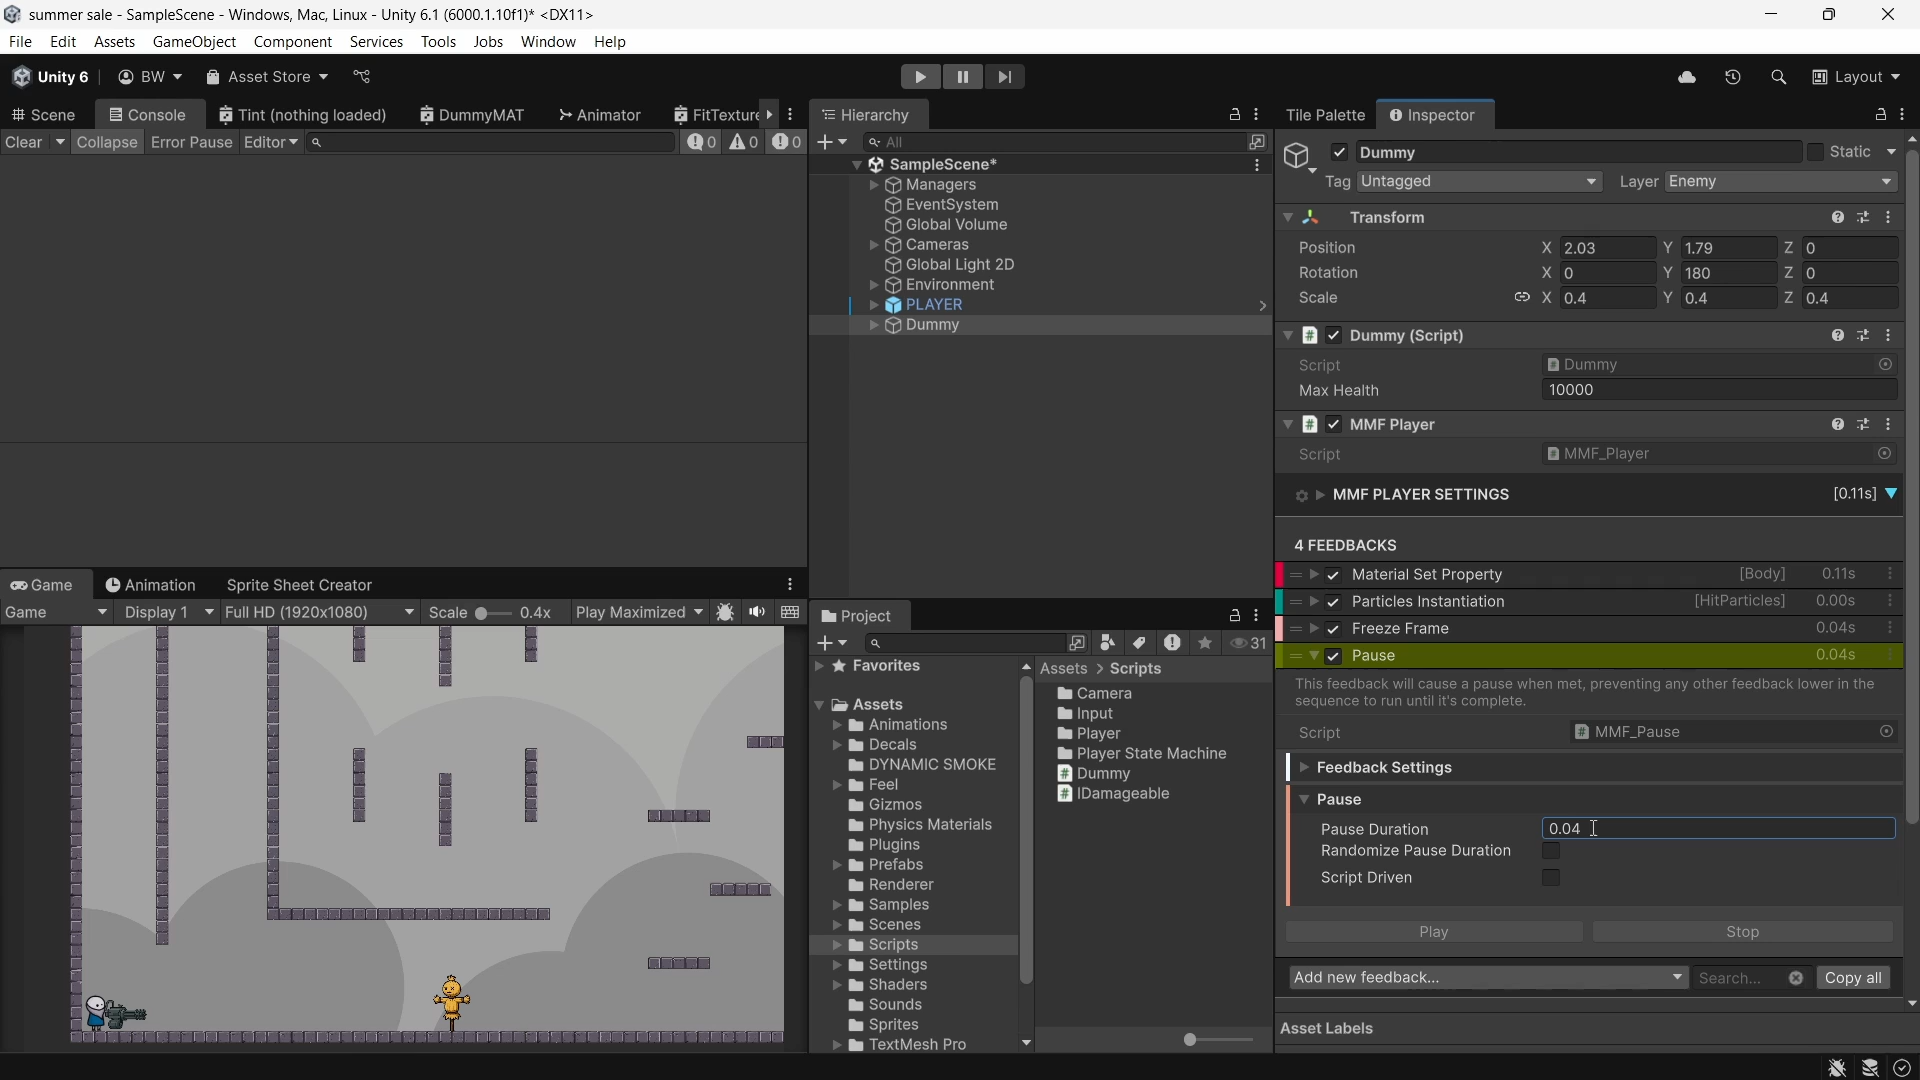 summer sale - SampleScene - Windows, Mac, Linux - Unity 6.1 (6000.1.10f1)* <DX11>
File Edit Assets GameObject Component Services Tools Jobs Window Help
Unity 6 BW Asset Store Layout
Scene Console Tint (nothing loaded) DummyMAT Animator FitTexture
Clear Collapse Error Pause Editor 0 0 0
Hierarchy
All
SampleScene*
Managers
EventSystem
Global Volume
Cameras
Global Light 2D
Environment
PLAYER
Dummy
Game Animation Sprite Sheet Creator
Game Display 1 Full HD (1920x1080) Scale 0.4x Play Maximized
Project
31
Favorites
Assets
Animations
Decals
DYNAMIC SMOKE
Feel
Gizmos
Physics Materials
Plugins
Prefabs
Renderer
Samples
Scenes
Scripts
Settings
Shaders
Sounds
Sprites
TextMesh Pro
Assets > Scripts
Camera
Input
Player
Player State Machine
Dummy
IDamageable
Tile Palette Inspector
Dummy Static
Tag Untagged Layer Enemy
Transform
Position X 2.03 Y 1.79 Z 0
Rotation X 0 Y 180 Z 0
Scale X 0.4 Y 0.4 Z 0.4
Dummy (Script)
Script Dummy
Max Health 10000
MMF Player
Script MMF_Player
MMF PLAYER SETTINGS [0.11s]
4 FEEDBACKS
Material Set Property [Body] 0.11s
Particles Instantiation [HitParticles] 0.00s
Freeze Frame 0.04s
Pause 0.04s
This feedback will cause a pause when met, preventing any other feedback lower in the
sequence to run until it's complete.
Script MMF_Pause
Feedback Settings
Pause
Pause Duration 0.04
Randomize Pause Duration
Script Driven
Play Stop
Add new feedback... Search... Copy all
Asset Labels